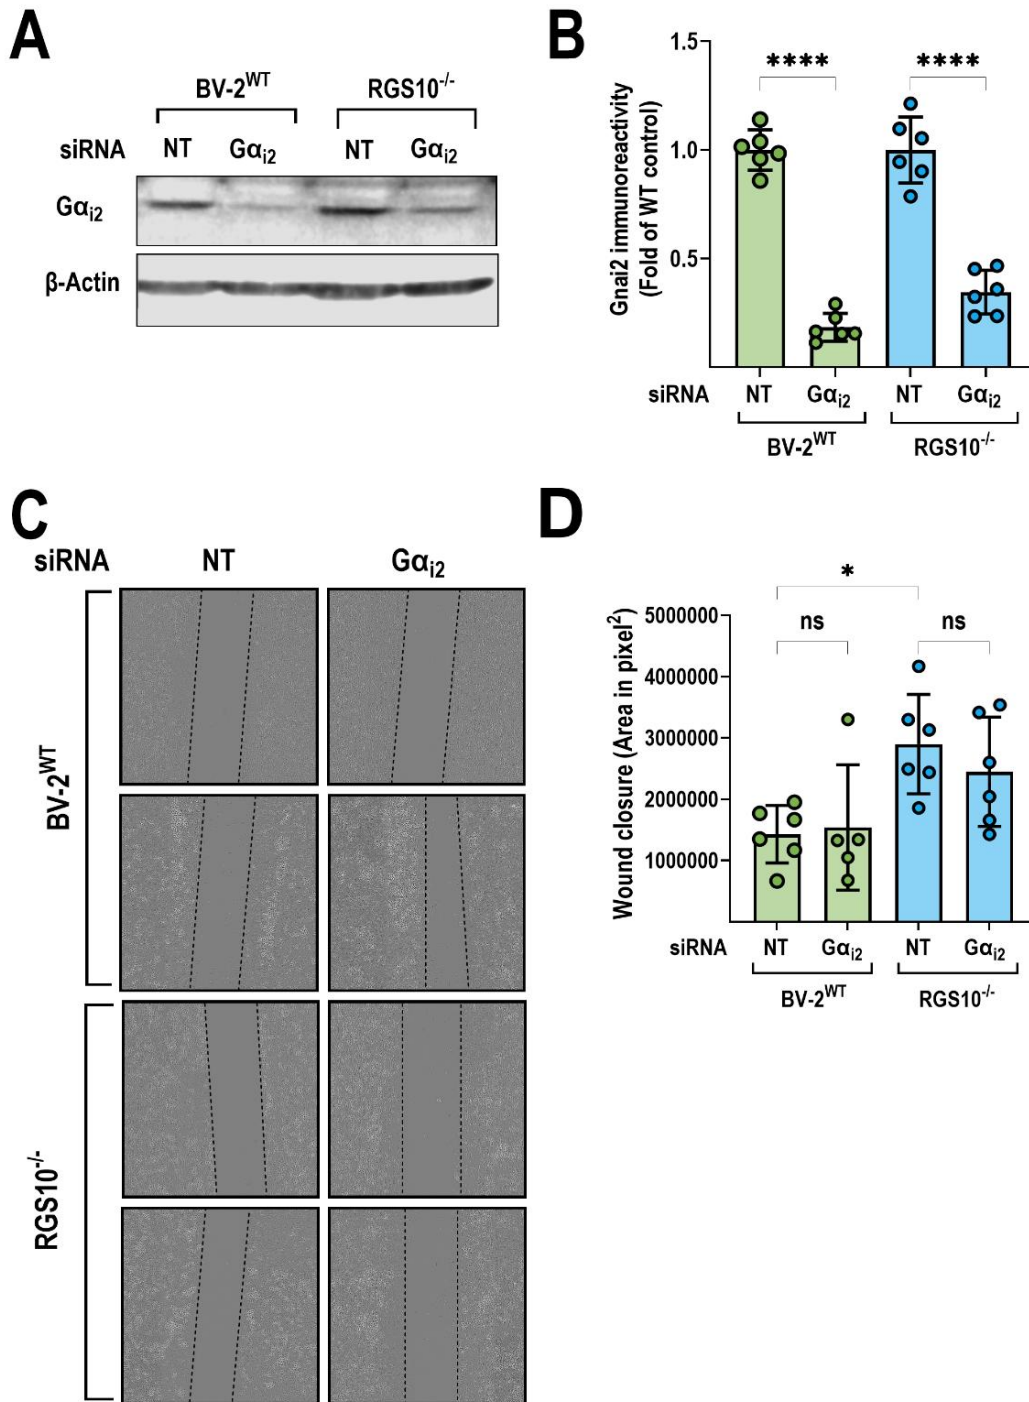 A
BV-2WT RGS10-/-
siRNA NT Gαi2 NT Gαi2
Gαi2
β-Actin
B
Gnai2 immunoreactivity
(Fold of WT control)
1.5
1.0
0.5
**** ****
siRNA NT Gαi2 NT Gαi2
BV-2WT RGS10-/-
C
siRNA NT Gαi2
BV-2WT
RGS10-/-
D
Wound closure (Area in pixel2)
5000000
4000000
3000000
2000000
1000000
*
ns ns
siRNA NT Gαi2 NT Gαi2
BV-2WT RGS10-/-